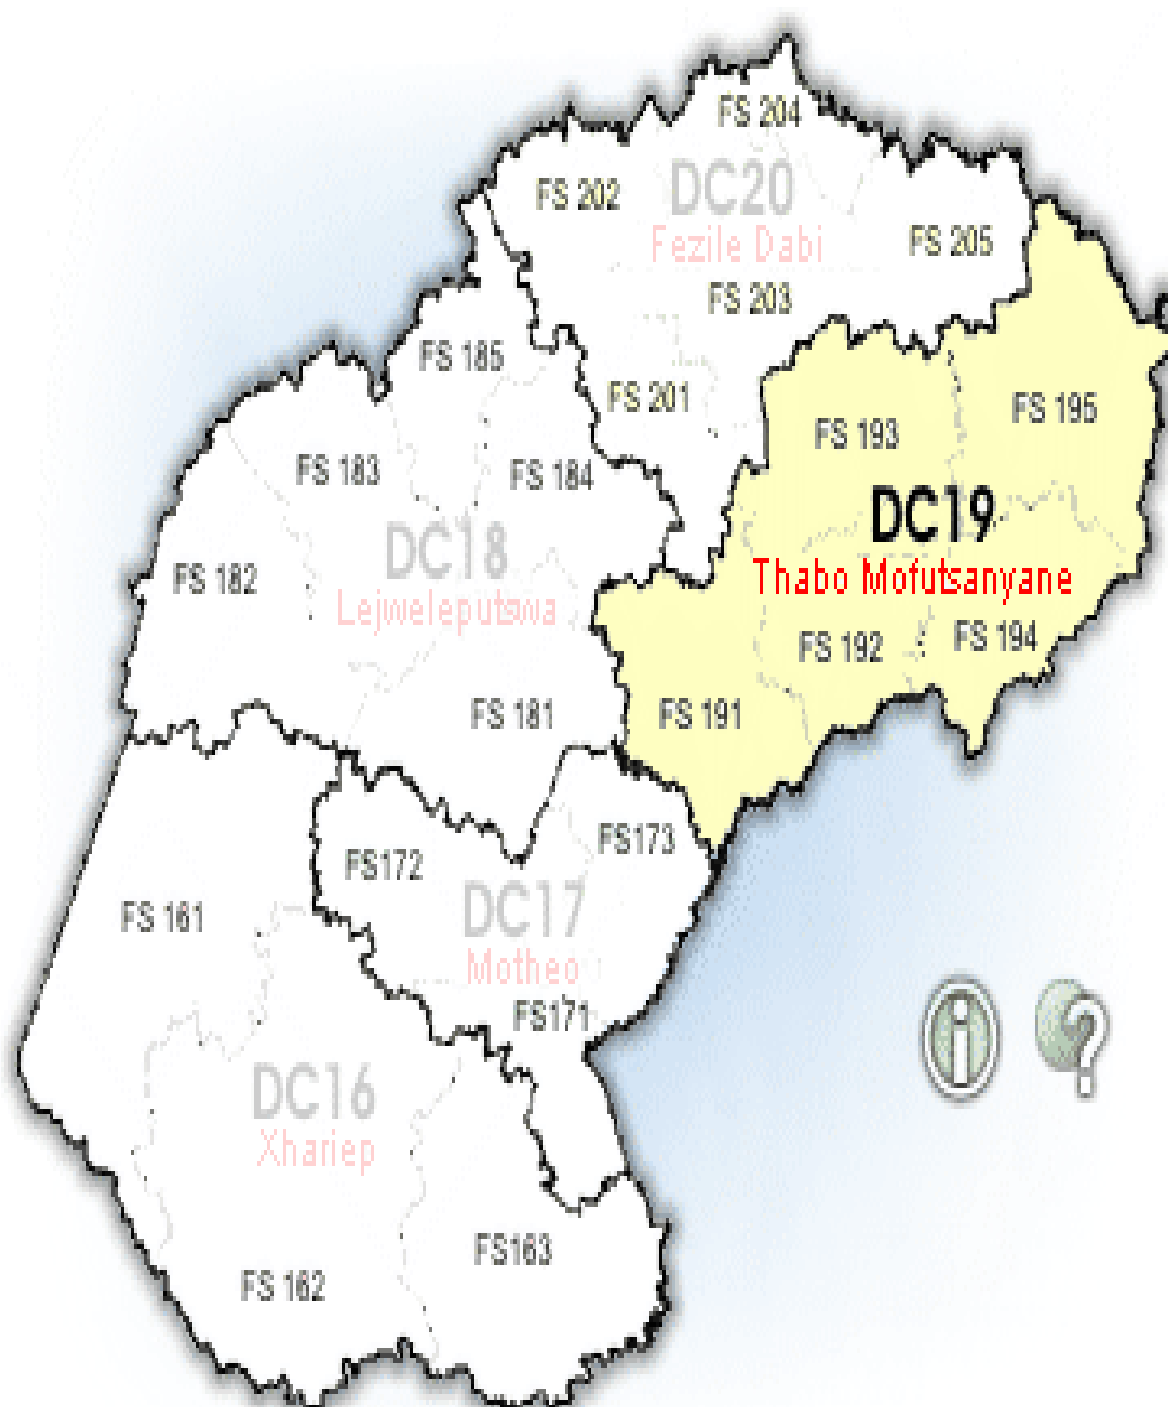 FS 204
DC20
FS 202
Fezile Dabi
FS 205
FS 203
FS 185
FS 201
FS 195
FS 193
FS 183
FS 184
DC19
DC18
Thabo Mofutsanyane
FS 182
Lejweleputswa
FS 194
FS 192
FS 181
FS 191
FS173
FS172
DC17
FS 161
Motheo
FS171
i
?
DC16
Xhariep
FS163
FS 162